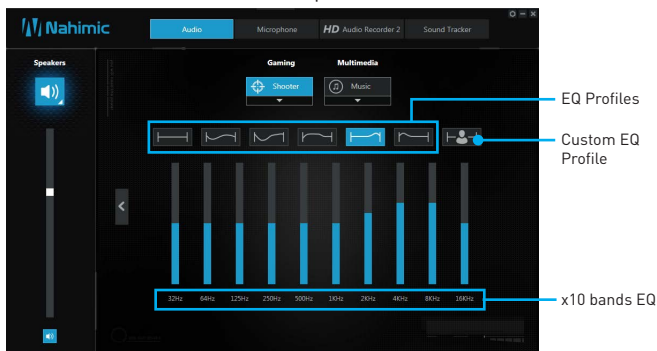 Nahimic
Audio
Microphone
HD Audio Recorder 2
Sound Tracker
Speakers
Gaming
Multimedia
Shooter
Music
EQ Profiles
Custom EQ
Profile
32Hz 64Hz 125Hz 250Hz 500Hz 1KHz 2KHz 4KHz 8KHz 16KHz
x10 bands EQ